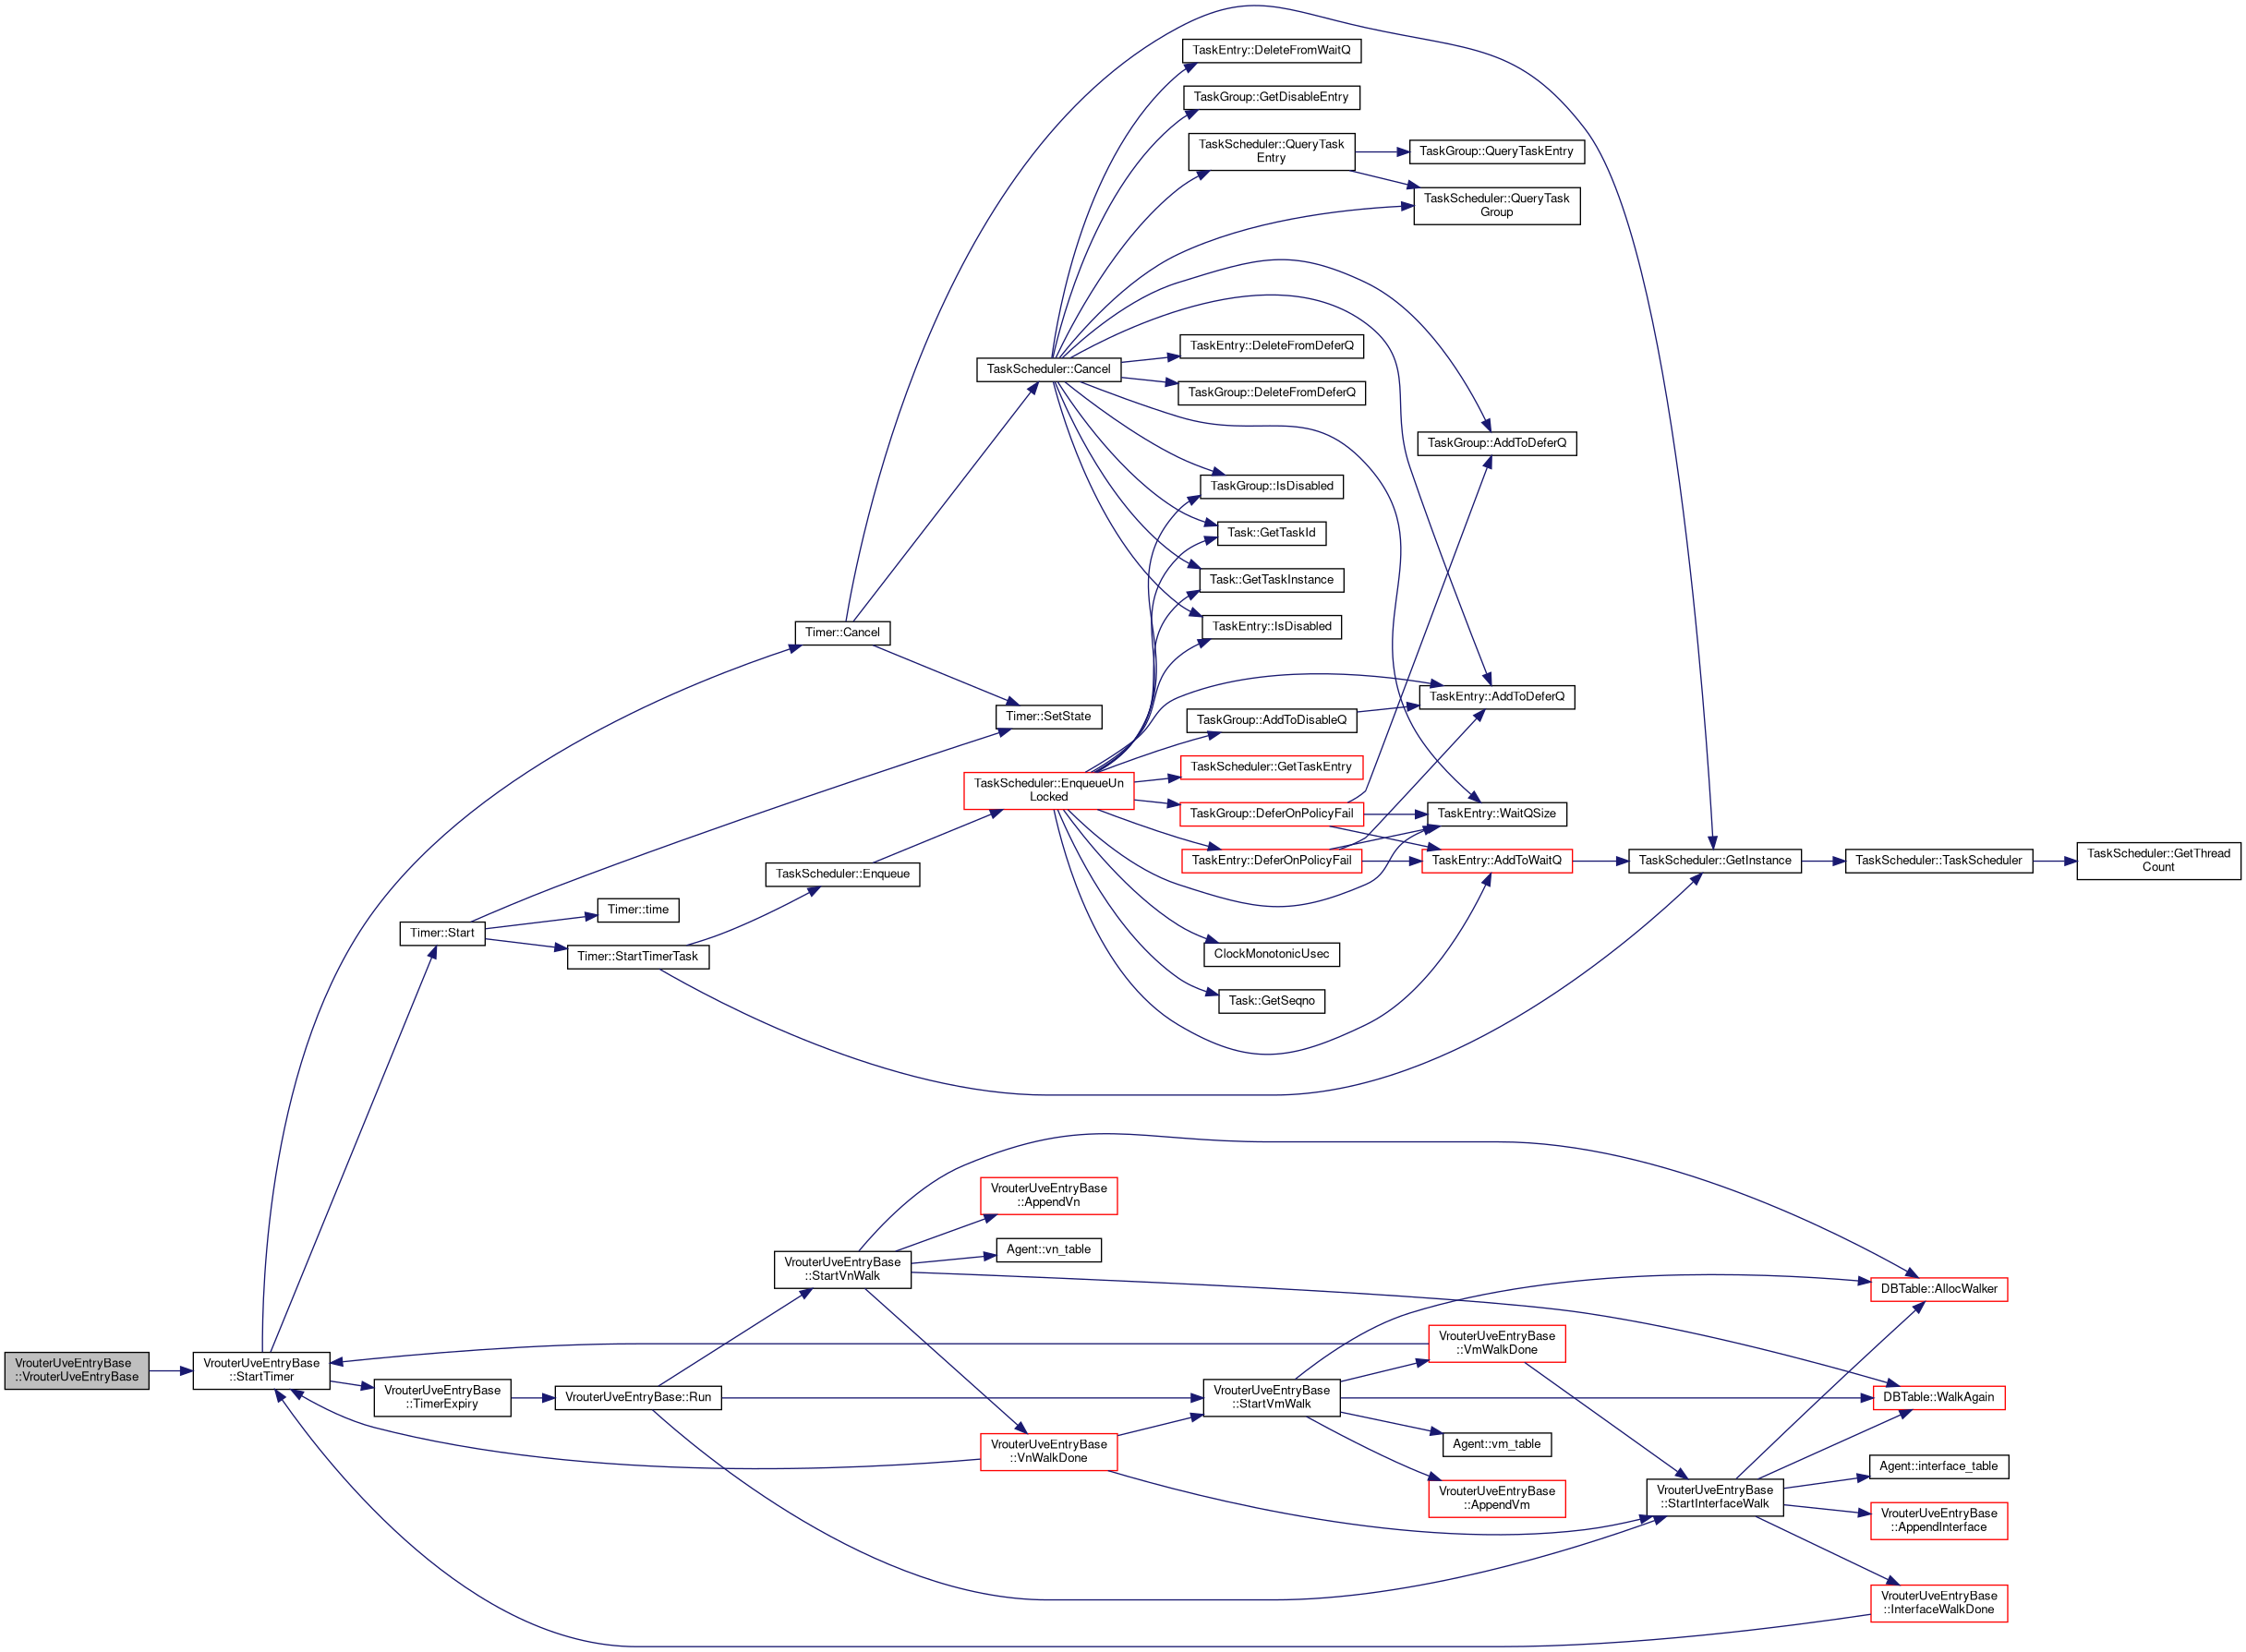 TaskEntry::DeleteFromWaitQ
TaskGroup::GetDisableEntry
TaskScheduler::QueryTask
Entry
TaskGroup::QueryTaskEntry
TaskScheduler::QueryTask
Group
TaskEntry::DeleteFromDeferQ
TaskScheduler::Cancel
TaskGroup::DeleteFromDeferQ
TaskGroup::AddToDeferQ
TaskGroup::IsDisabled
Task::GetTaskId
Task::GetTaskInstance
TaskEntry::IsDisabled
Timer::Cancel
TaskEntry::AddToDeferQ
Timer::SetState
TaskGroup::AddToDisableQ
TaskScheduler::GetTaskEntry
TaskScheduler::EnqueueUn
Locked
TaskGroup::DeferOnPolicyFail
TaskEntry::WaitQSize
TaskEntry::DeferOnPolicyFail
TaskEntry::AddToWaitQ
TaskScheduler::GetInstance
TaskScheduler::TaskScheduler
TaskScheduler::GetThread
Count
TaskScheduler::Enqueue
Timer::time
Timer::Start
Timer::StartTimerTask
ClockMonotonicUsec
Task::GetSeqno
VrouterUveEntryBase
::AppendVn
Agent::vn_table
VrouterUveEntryBase
::StartVnWalk
DBTable::AllocWalker
VrouterUveEntryBase
::VmWalkDone
VrouterUveEntryBase
::VrouterUveEntryBase
VrouterUveEntryBase
::StartTimer
VrouterUveEntryBase
::TimerExpiry
VrouterUveEntryBase::Run
VrouterUveEntryBase
::StartVmWalk
DBTable::WalkAgain
VrouterUveEntryBase
::VnWalkDone
Agent::vm_table
Agent::interface_table
VrouterUveEntryBase
::AppendVm
VrouterUveEntryBase
::StartInterfaceWalk
VrouterUveEntryBase
::AppendInterface
VrouterUveEntryBase
::InterfaceWalkDone